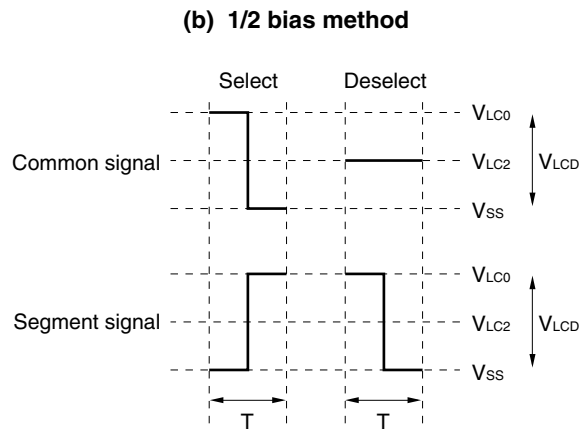 (b) 1/2 bias method
Select Deselect
VLC0
Common signal VLC2 VLCD
VSS
VLC0
Segment signal VLC2 VLCD
VSS
T T